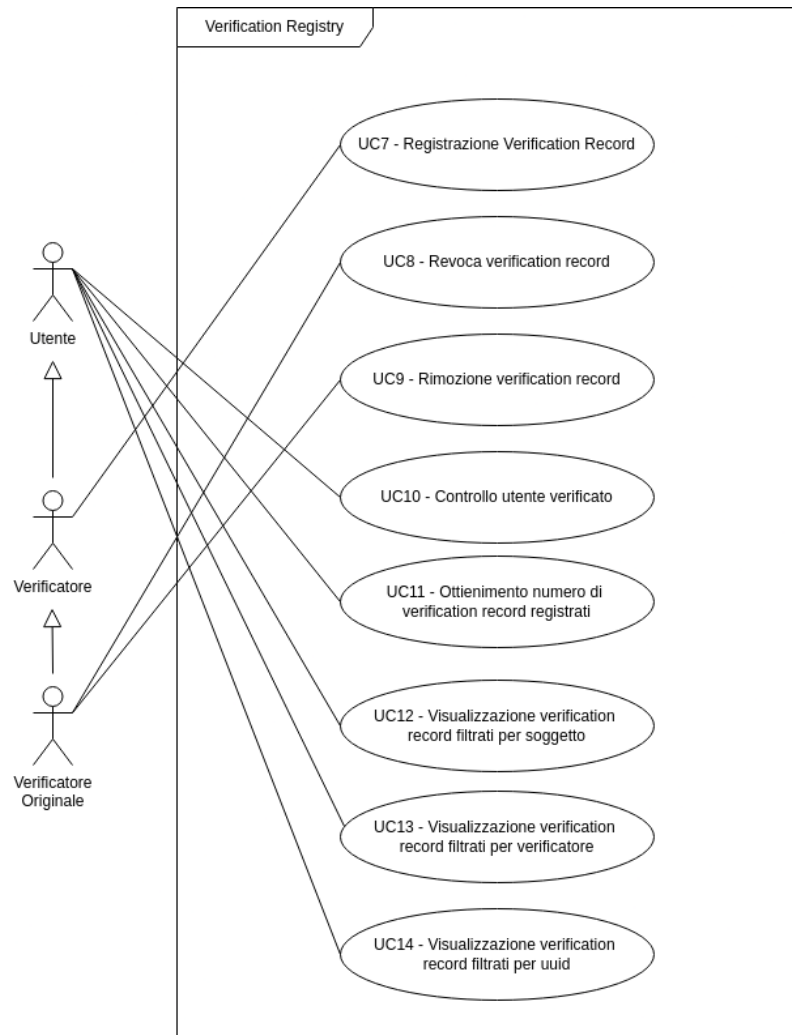 Verification Registry
UC7 - Registrazione Verification Record
UC8 - Revoca verification record
Utente
UC9 - Rimozione verification record
UC10 - Controllo utente verificato
Verificatore
UC11 - Ottienimento numero di
verification record registrati
UC12 - Visualizzazione verification
record filtrati per soggetto
Verificatore
Originale
UC13 - Visualizzazione verification
record filtrati per verificatore
UC14 - Visualizzazione verification
record filtrati per uuid